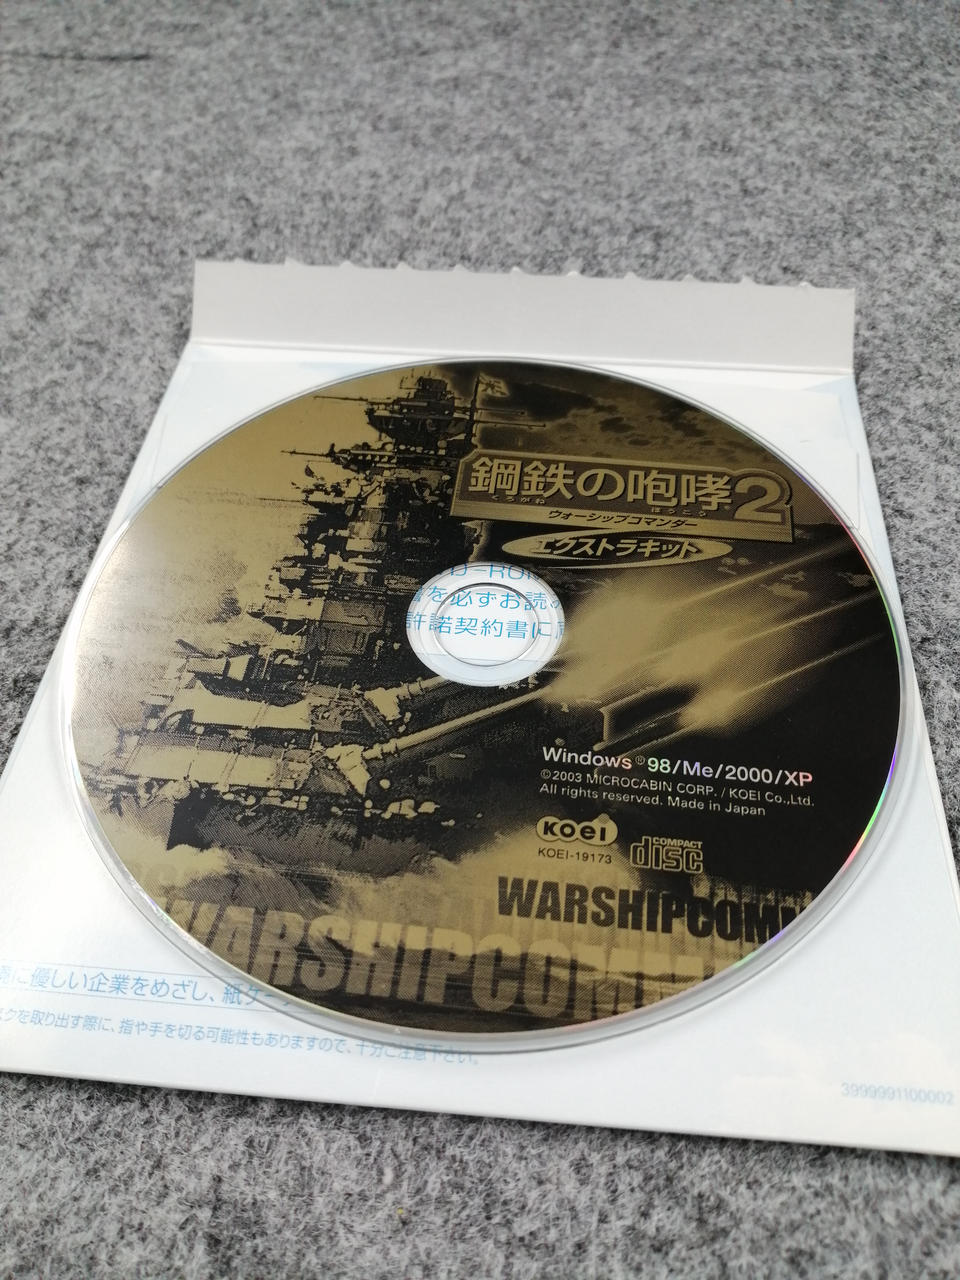 鋼鉄の咆哮2
くろがね ほうこう
ウォーシップコマンダー
エクストラキット
D-ROM
を必ずお読み
許諾契約書に
Windows® 98/Me/2000/XP
©2003 MICROCABIN CORP. / KOEI Co.,Ltd.
All rights reserved. Made in Japan
KOEI
KOEI-19173
COMPACT
disc
WARSHIPCOMM
WARSHIPCOMM
に優しい企業をめざし、紙ケー
スクを取り出す際に、指や手を切る可能性もありますので、十分ご注意下さい。
3999991100002